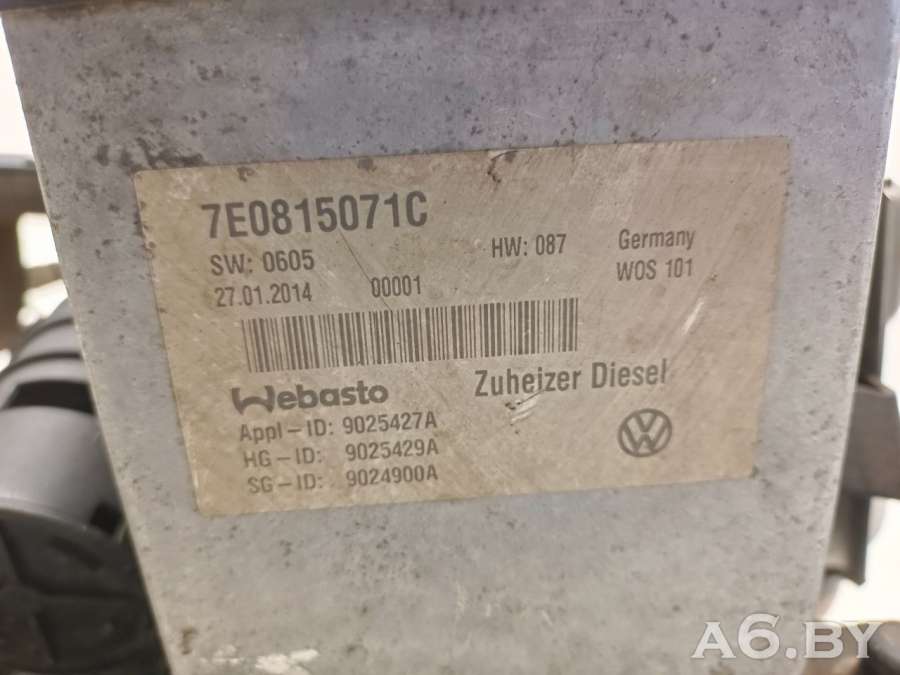 7E0815071C
SW: 0605 HW: 087 Germany
27.01.2014 00001 WOS 101
Webasto Zuheizer Diesel
Appl-ID: 9025427A
HG-ID: 9025429A
SG-ID: 9024900A
A6.BY